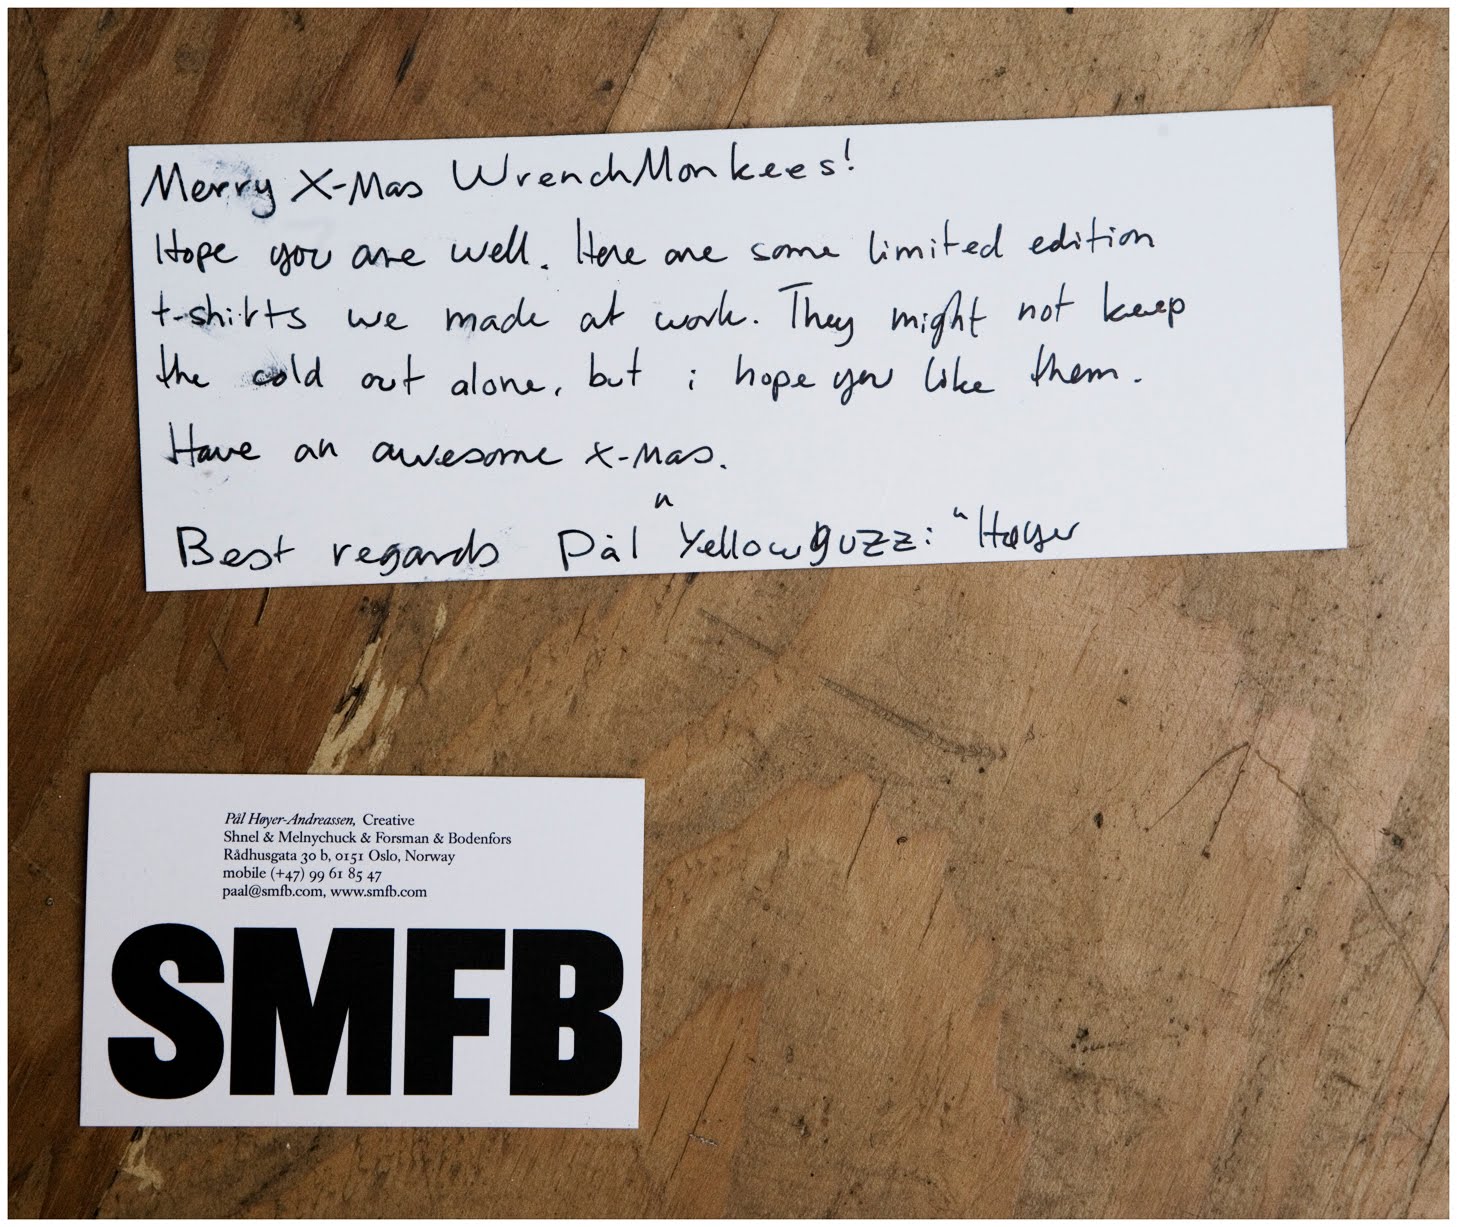 Merry X-Mas WrenchMonkees!
Hope you are well. Here are some limited edition
t-shirts we made at work. They might not keep
the cold out alone, but i hope you like them.
Have an awesome x-mas.
Best regards Pål "Yellowguzzi" Høyer
Pål Høyer-Andreassen, Creative
Shnel & Melnychuck & Forsman & Bodenfors
Rådhusgata 30 b, 0151 Oslo, Norway
mobile (+47) 99 61 85 47
paal@smfb.com, www.smfb.com
SMFB